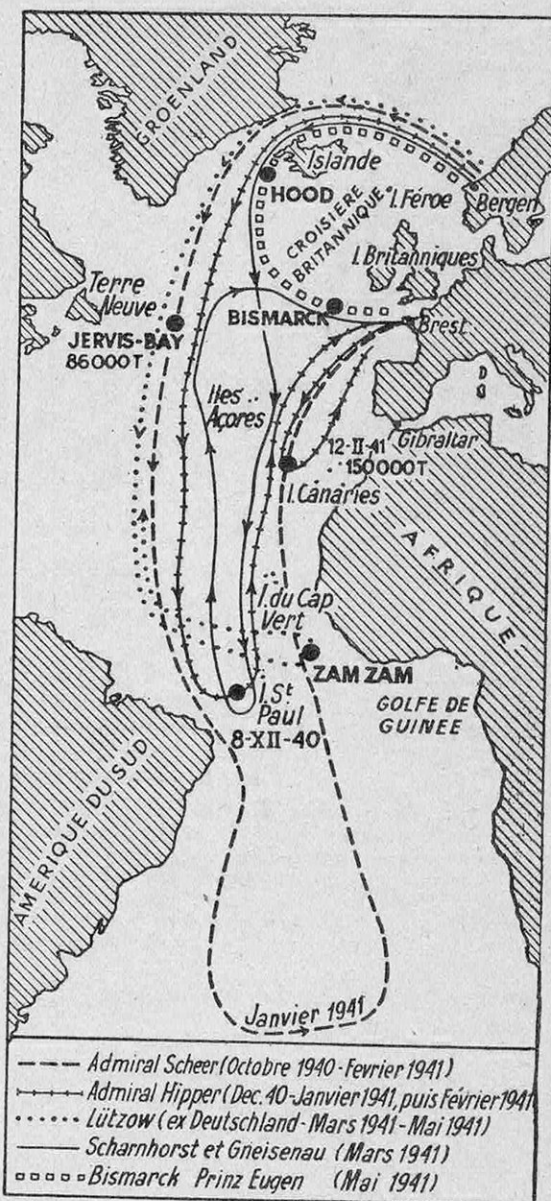 GROENLAND
Islande
HOOD
CROISIERE
BRITANNIQUE
I. Féroe
Bergen
I. Britanniques
Terre
Neuve
BISMARCK
Brest
JERVIS-BAY
86000T
Iles
Açores
12-II-41
150000T
Gibraltar
I. Canaries
AFRIQUE
I. du Cap
Vert
ZAM ZAM
I. St
Paul
8-XII-40
GOLFE DE
GUINEE
AMERIQUE DU SUD
Janvier 1941
Admiral Scheer (Octobre 1940-Fevrier 1941)
Admiral Hipper (Dec. 40-Janvier 1941, puis Février 1941
Lützow (ex Deutschland-Mars 1941-Mai 1941)
Scharnhorst et Gneisenau (Mars 1941)
Bismarck Prinz Eugen (Mai 1941)